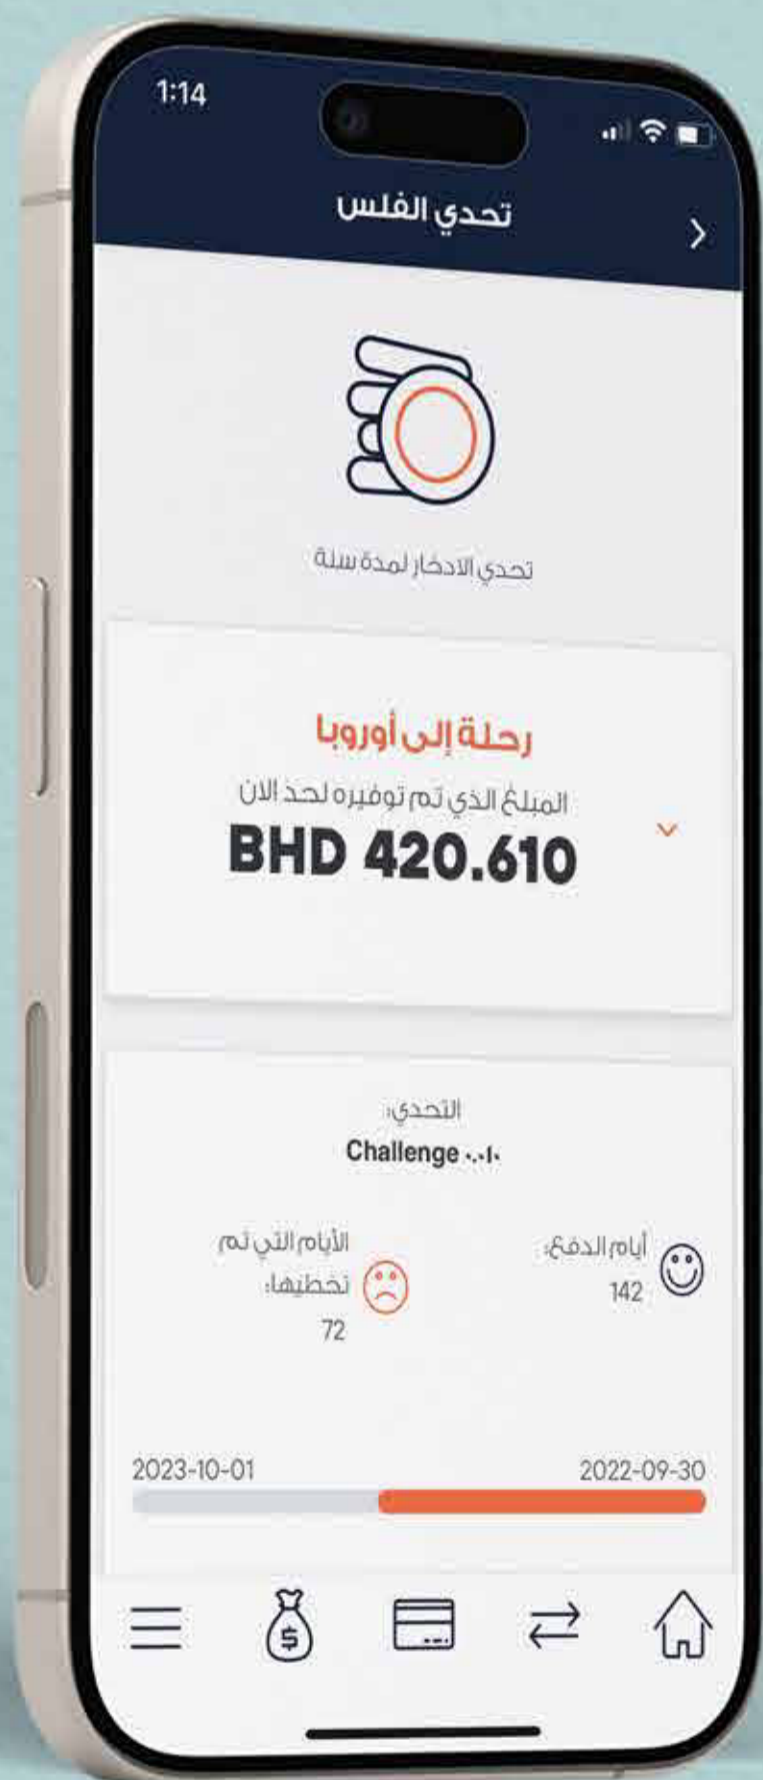 1:14
تحدي الفلس
تحدي الادخار لمدة سنة
رحلة إلى أوروبا
المبلغ الذي تم توفيره لحد الان
BHD 420.610
التحدي:
Challenge ٠.٠١٠
أيام الدفع:
142
الأيام التي تم
تخطيها:
72
2022-09-30
2023-10-01
$